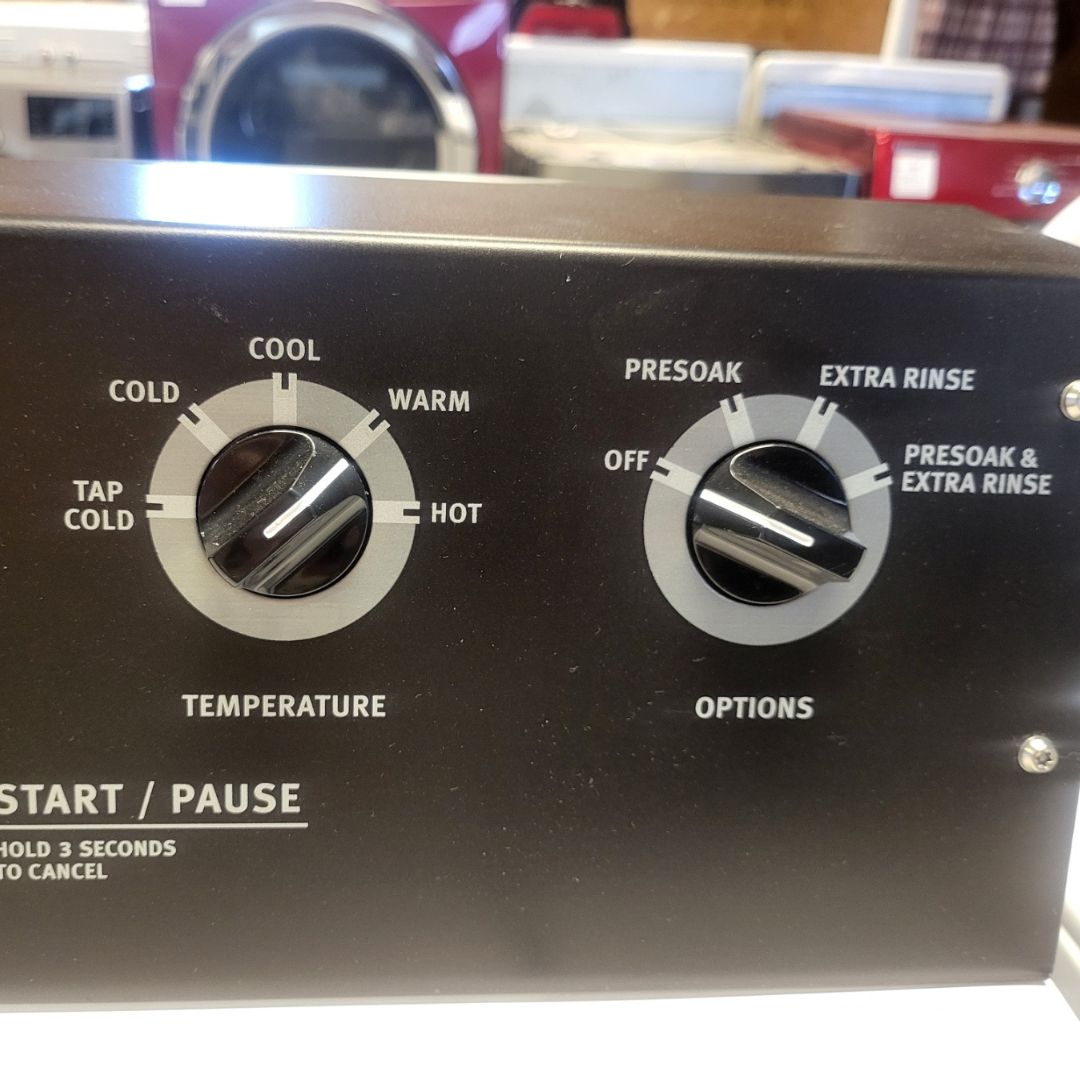 COOL
COLD
WARM
TAP
COLD
HOT
TEMPERATURE
PRESOAK
EXTRA RINSE
OFF
PRESOAK &
EXTRA RINSE
OPTIONS
START / PAUSE
HOLD 3 SECONDS
TO CANCEL